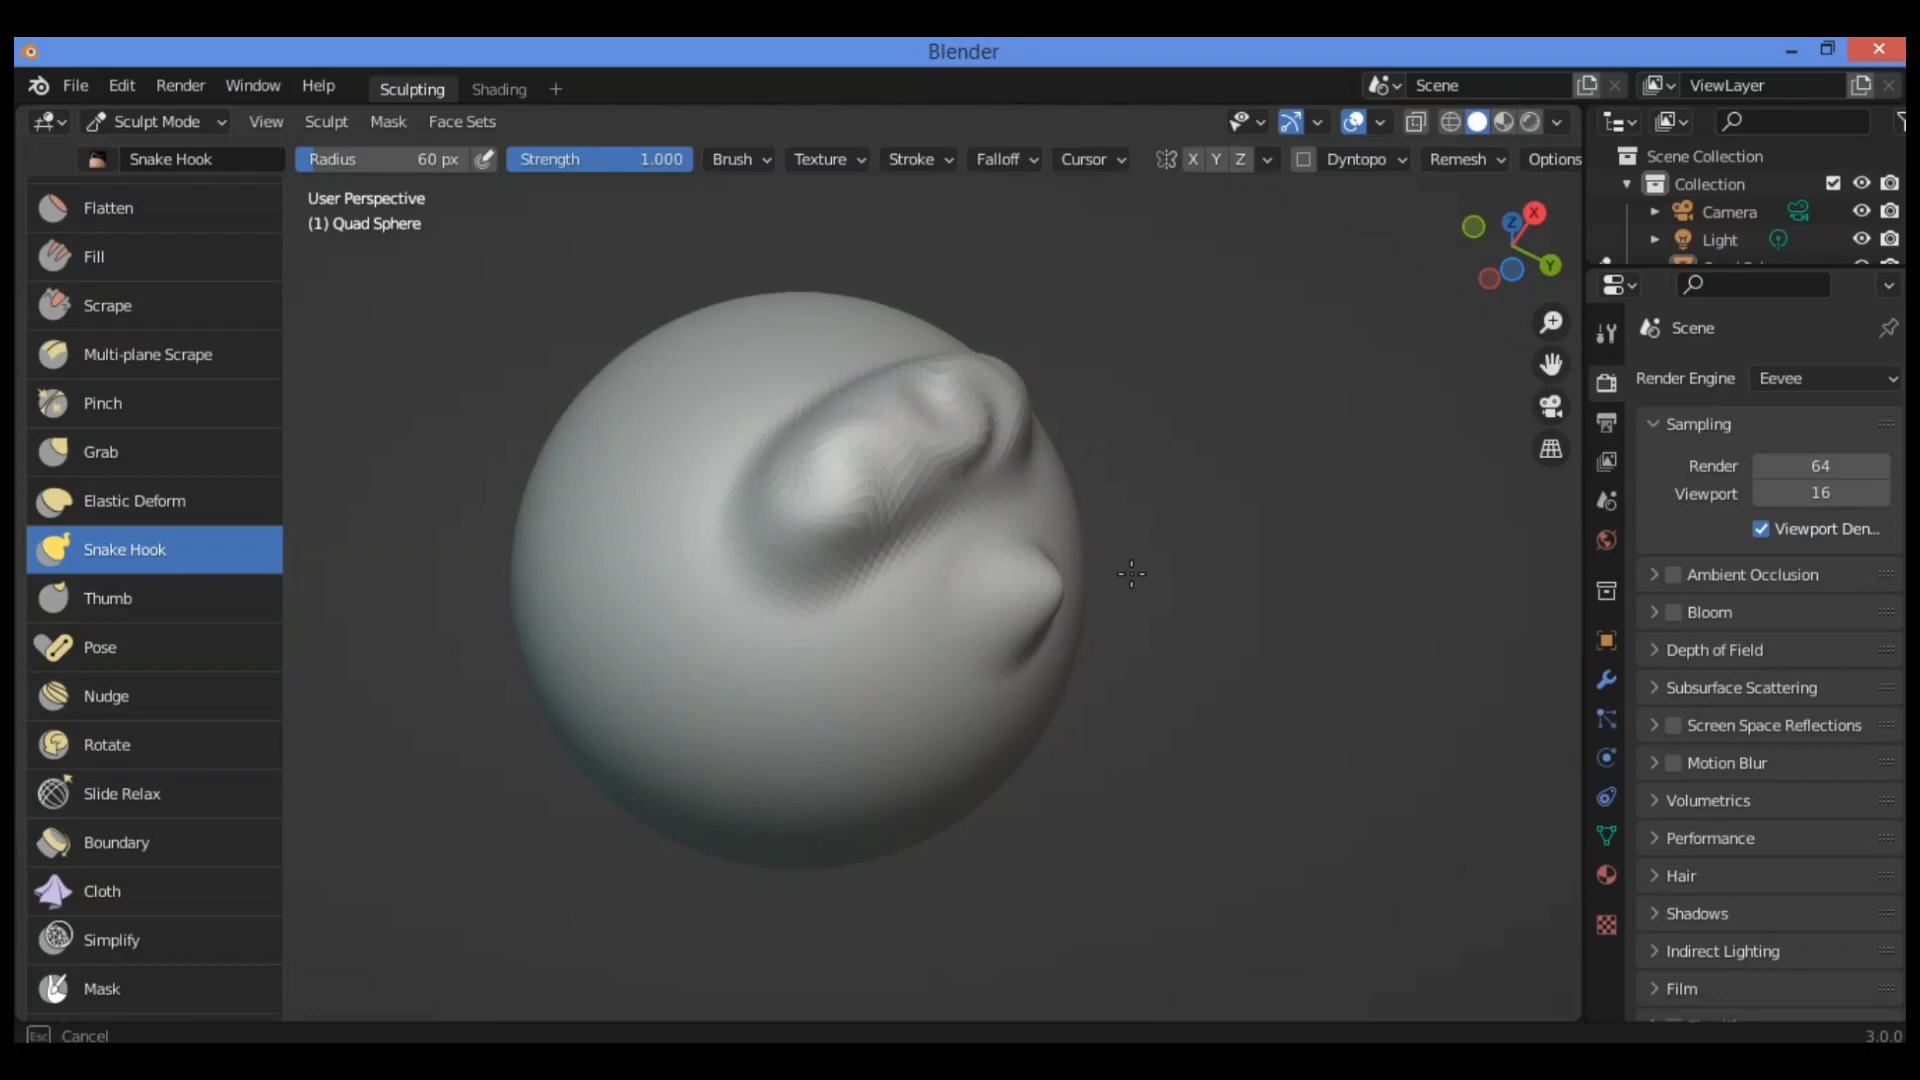 Blender
File Edit Render Window Help Sculpting Shading + Scene ViewLayer
Sculpt Mode View Sculpt Mask Face Sets
Snake Hook Radius 60 px Strength 1.000 Brush Texture Stroke Falloff Cursor X Y Z Dyntopo Remesh Options
User Perspective
(1) Quad Sphere
X
Z
Y
Flatten
Fill
Scrape
Multi-plane Scrape
Pinch
Grab
Elastic Deform
Snake Hook
Thumb
Pose
Nudge
Rotate
Slide Relax
Boundary
Cloth
Simplify
Mask
Scene Collection
Collection
Camera
Light
Scene
Render Engine Eevee
Sampling
Render 64
Viewport 16
Viewport Den...
Ambient Occlusion
Bloom
Depth of Field
Subsurface Scattering
Screen Space Reflections
Motion Blur
Volumetrics
Performance
Hair
Shadows
Indirect Lighting
Film
Esc Cancel
3.0.0